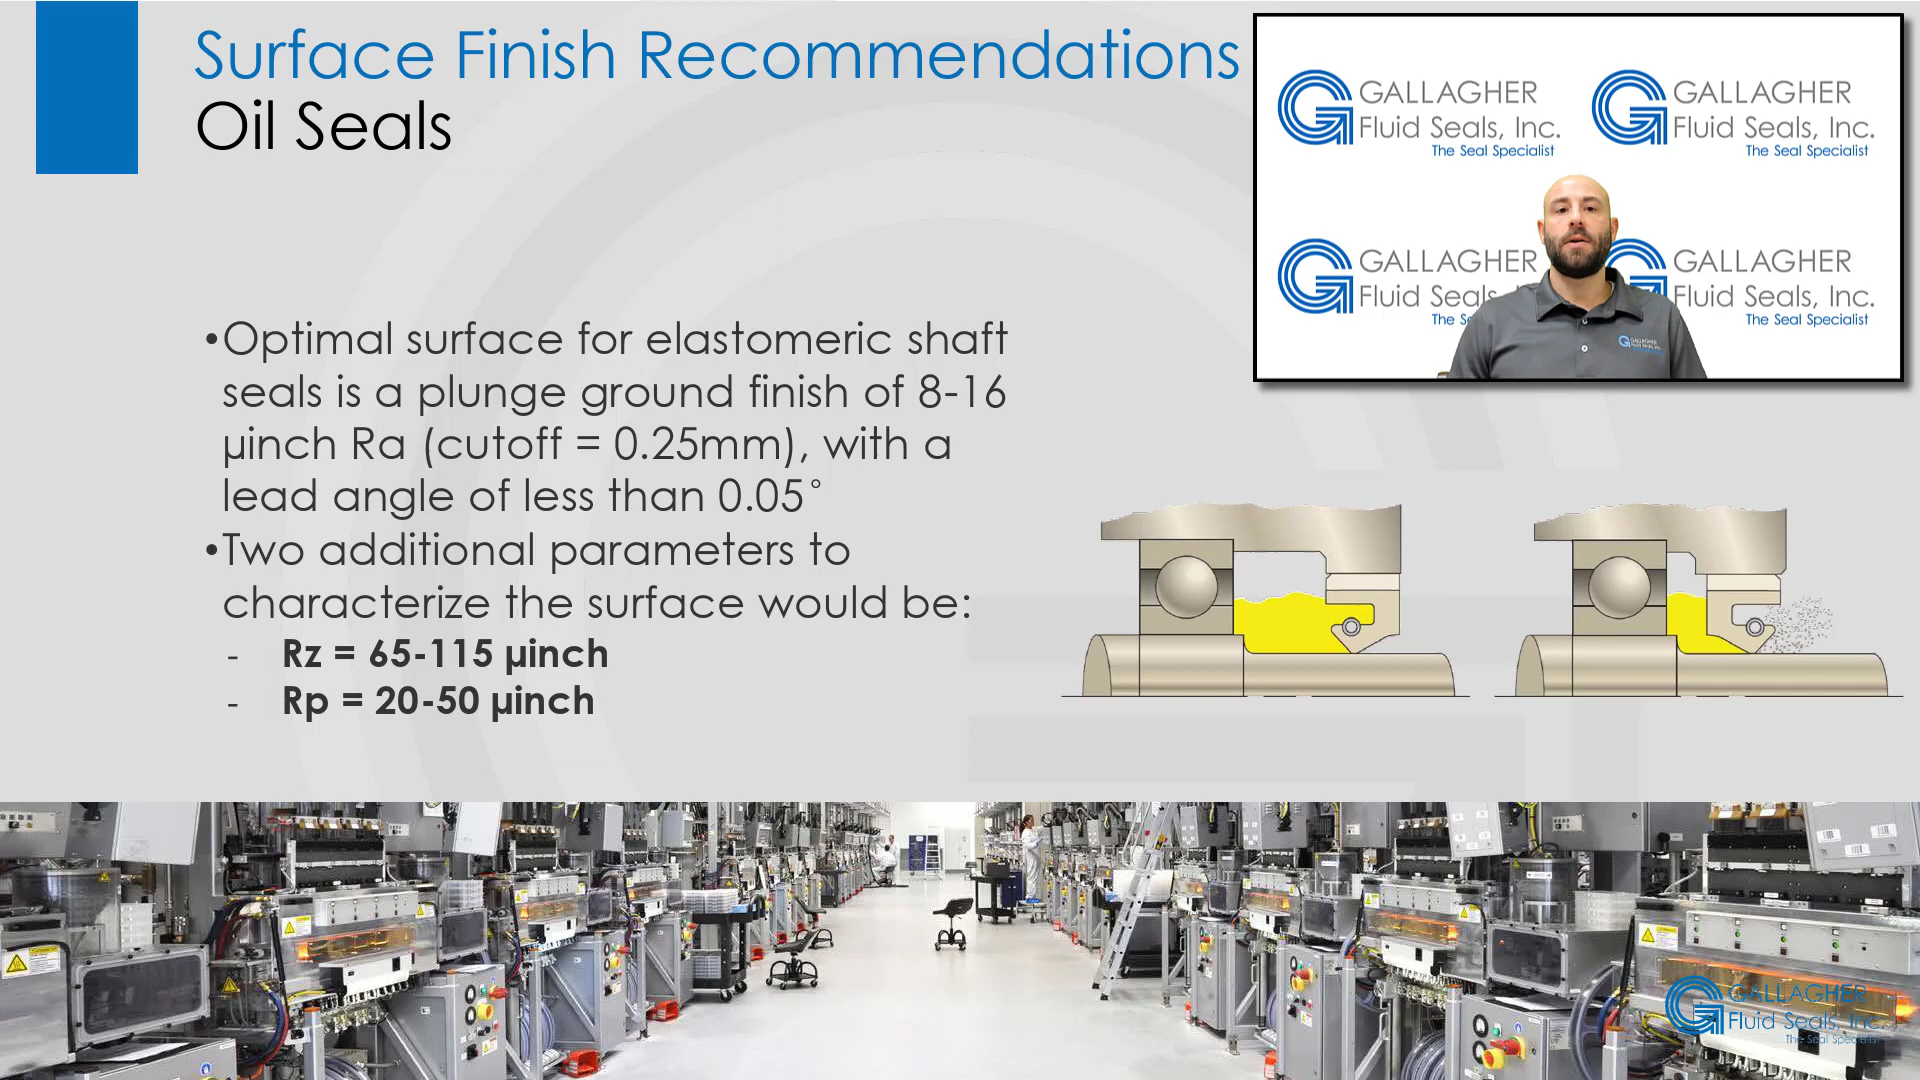 Surface Finish Recommendations
Oil Seals
GALLAGHER
Fluid Seals, Inc.
The Seal Specialist
GALLAGHER
Fluid Seals, Inc.
The Seal Specialist
GALLAGHER
Fluid Seals
The
GALLAGHER
Fluid Seals, Inc.
The Seal Specialist
•Optimal surface for elastomeric shaft
seals is a plunge ground finish of 8-16
µinch Ra (cutoff = 0.25mm), with a
lead angle of less than 0.05°
•Two additional parameters to
characterize the surface would be:
- Rz = 65-115 µinch
- Rp = 20-50 µinch
GALLAGHER
Fluid Seals, Inc.
The Seal Specialist